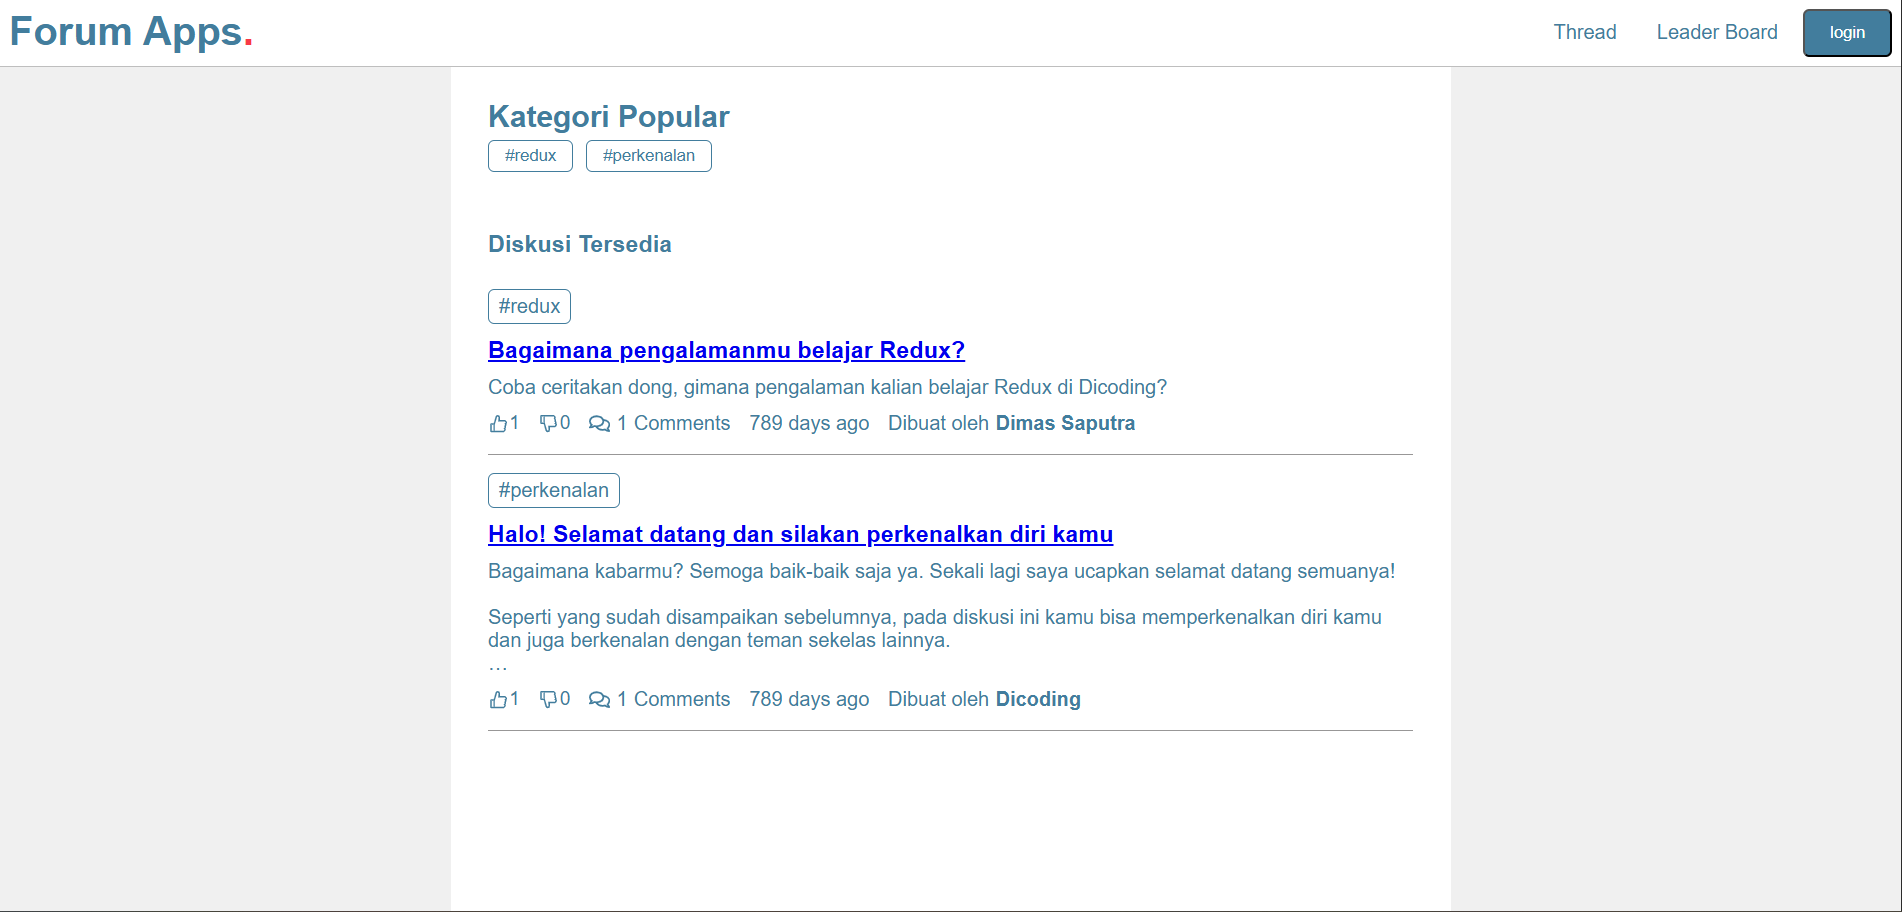 Forum Apps.
Thread Leader Board login
Kategori Popular
#redux #perkenalan
Diskusi Tersedia
#redux
Bagaimana pengalamanmu belajar Redux?
Coba ceritakan dong, gimana pengalaman kalian belajar Redux di Dicoding?
1 0 1 Comments 789 days ago Dibuat oleh Dimas Saputra
#perkenalan
Halo! Selamat datang dan silakan perkenalkan diri kamu
Bagaimana kabarmu? Semoga baik-baik saja ya. Sekali lagi saya ucapkan selamat datang semuanya!
Seperti yang sudah disampaikan sebelumnya, pada diskusi ini kamu bisa memperkenalkan diri kamu
dan juga berkenalan dengan teman sekelas lainnya.
…
1 0 1 Comments 789 days ago Dibuat oleh Dicoding